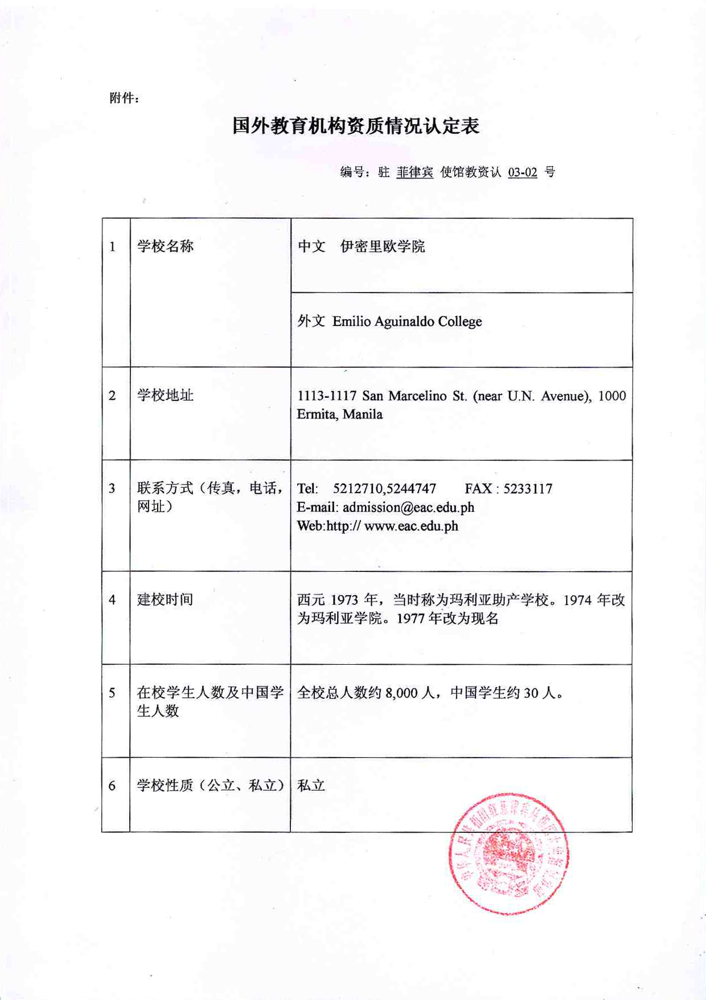 附件：
国外教育机构资质情况认定表
编号：驻 菲律宾 使馆教资认 03-02 号
1 学校名称 中文 伊密里欧学院
外文 Emilio Aguinaldo College
2 学校地址 1113-1117 San Marcelino St. (near U.N. Avenue), 1000
Ermita, Manila
3 联系方式（传真，电话， Tel: 5212710,5244747 FAX : 5233117
网址） E-mail: admission@eac.edu.ph
Web:http:// www.eac.edu.ph
4 建校时间 西元 1973 年，当时称为玛利亚助产学校。1974 年改
为玛利亚学院。1977 年改为现名
5 在校学生人数及中国学 全校总人数约 8,000 人，中国学生约 30 人。
生人数
6 学校性质（公立、私立） 私立